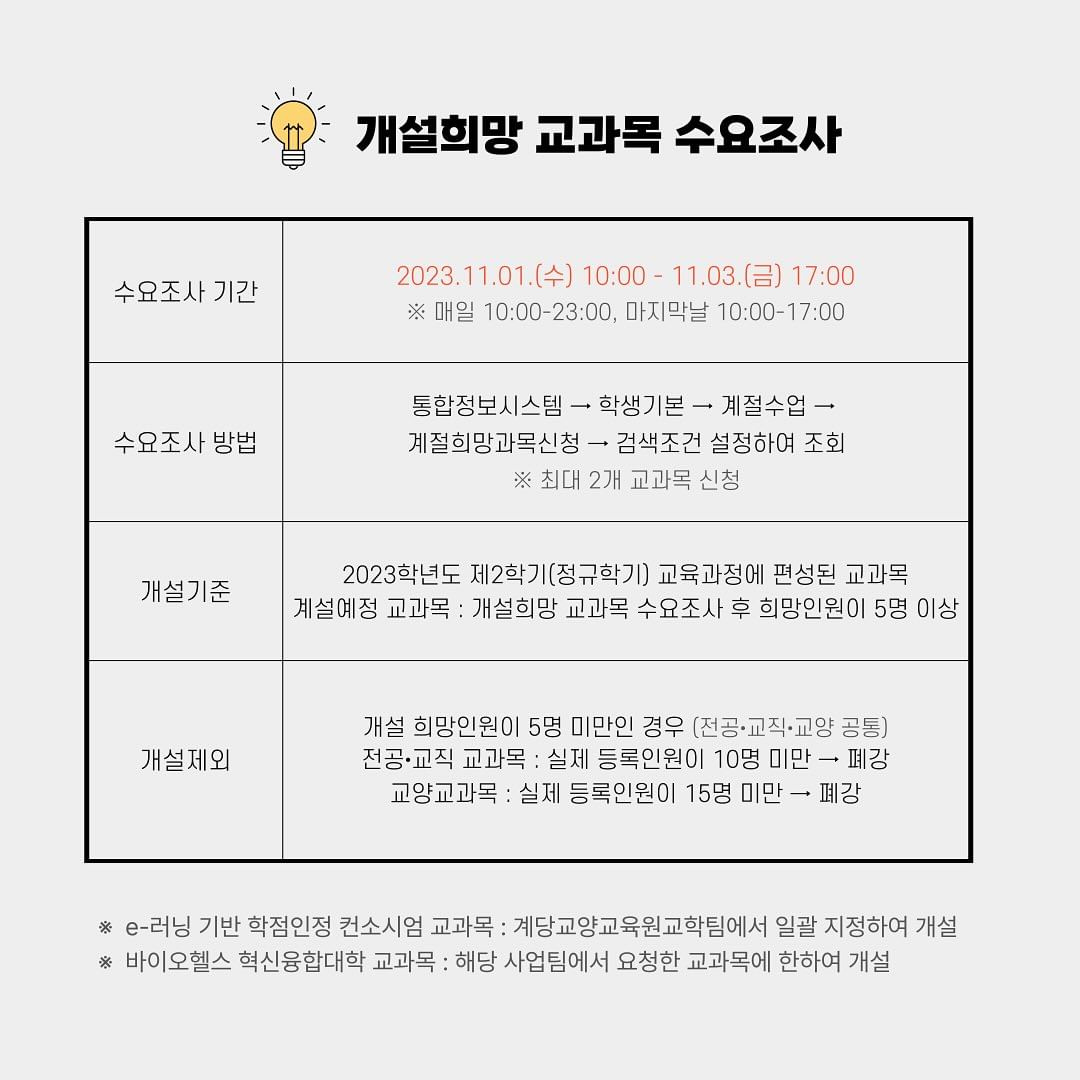 개설희망 교과목 수요조사
수요조사 기간
2023.11.01.(수) 10:00 - 11.03.(금) 17:00
※ 매일 10:00-23:00, 마지막날 10:00-17:00
수요조사 방법
통합정보시스템 → 학생기본 → 계절수업 →
계절희망과목신청 → 검색조건 설정하여 조회
※ 최대 2개 교과목 신청
개설기준
2023학년도 제2학기(정규학기) 교육과정에 편성된 교과목
계설예정 교과목 : 개설희망 교과목 수요조사 후 희망인원이 5명 이상
개설제외
개설 희망인원이 5명 미만인 경우 (전공•교직•교양 공통)
전공•교직 교과목 : 실제 등록인원이 10명 미만 → 폐강
교양교과목 : 실제 등록인원이 15명 미만 → 폐강
※ e-러닝 기반 학점인정 컨소시엄 교과목 : 계당교양교육원교학팀에서 일괄 지정하여 개설
※ 바이오헬스 혁신융합대학 교과목 : 해당 사업팀에서 요청한 교과목에 한하여 개설